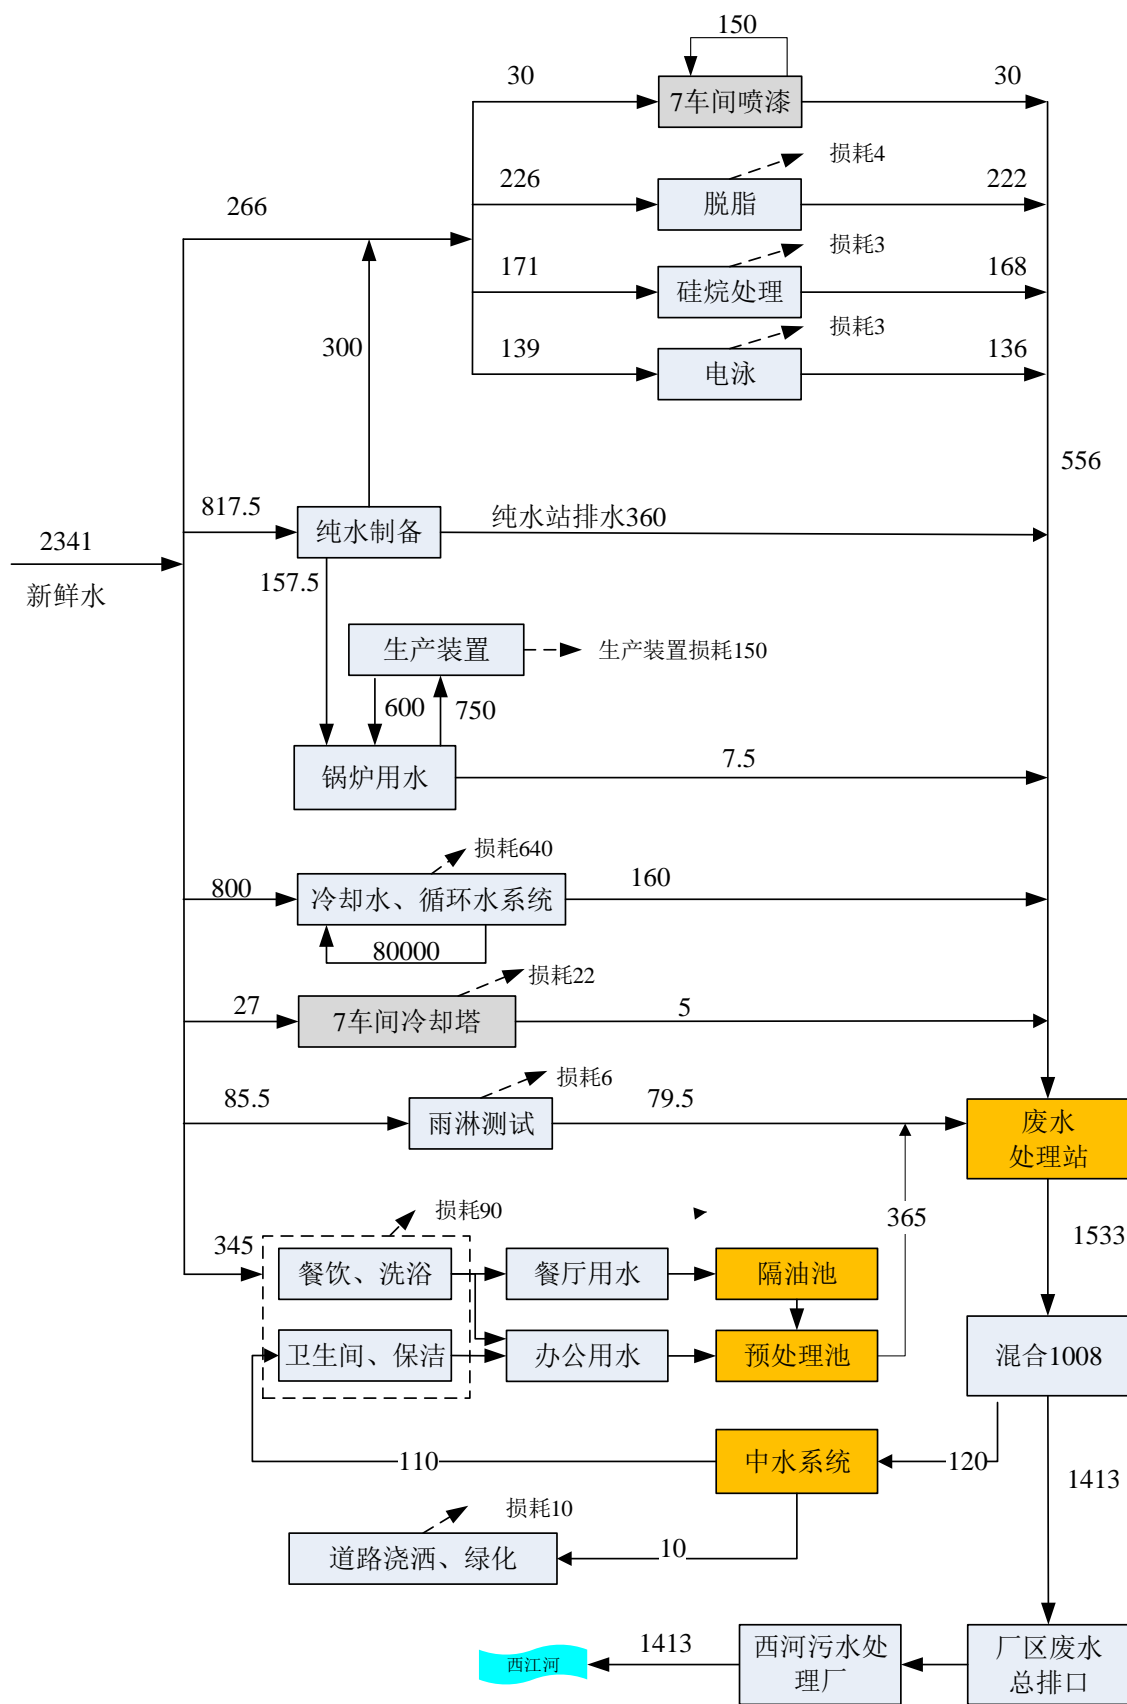 150
30
7车间喷漆
30
损耗4
226
脱脂
222
266
损耗3
171
硅烷处理
168
300
损耗3
139
电泳
136
556
817.5
纯水制备
纯水站排水360
2341
新鲜水
157.5
生产装置
生产装置损耗150
600
750
锅炉用水
7.5
损耗640
800
冷却水、循环水系统
160
80000
损耗22
27
7车间冷却塔
5
损耗6
85.5
雨淋测试
79.5
废水
处理站
损耗90
365
345
餐饮、洗浴
餐厅用水
隔油池
1533
卫生间、保洁
办公用水
预处理池
混合1008
110
中水系统
120
1413
损耗10
道路浇洒、绿化
10
西江河
1413
西河污水处
理厂
厂区废水
总排口